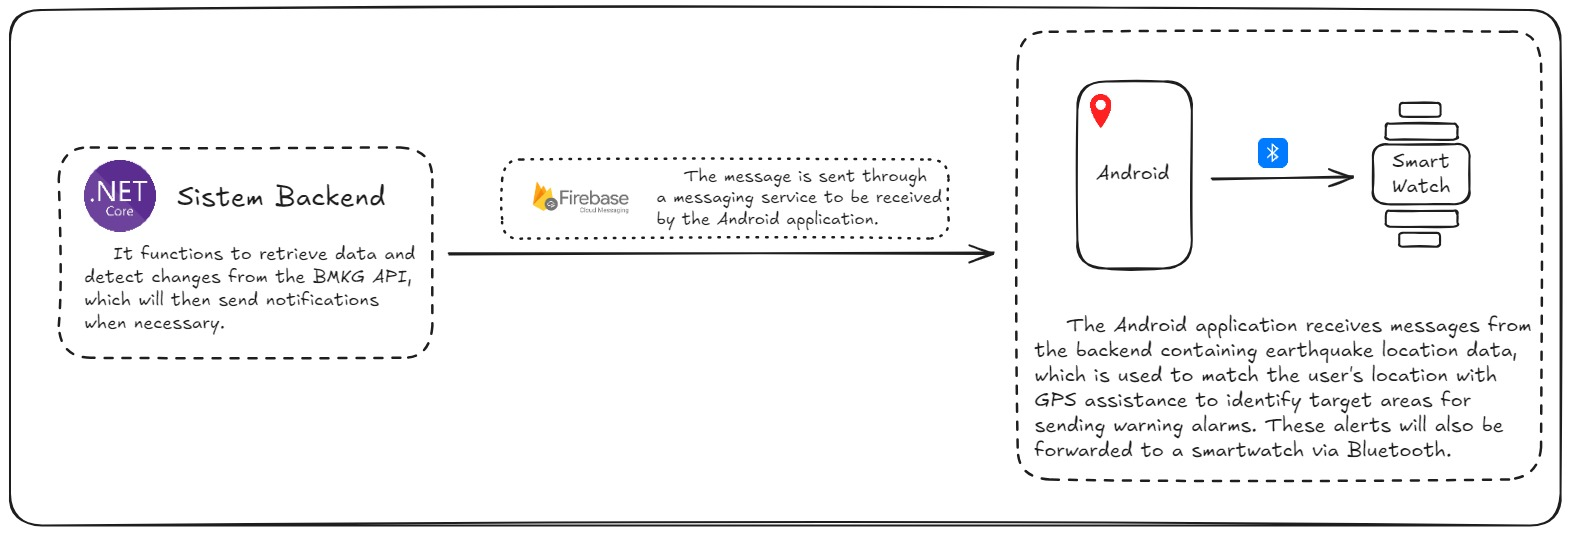 .NET
Core
Sistem Backend
It functions to retrieve data and
detect changes from the BMKG API,
which will then send notifications
when necessary.
Firebase
Cloud Messaging
The message is sent through
a messaging service to be received
by the Android application.
Android
Smart
Watch
The Android application receives messages from
the backend containing earthquake location data,
which is used to match the user's location with
GPS assistance to identify target areas for
sending warning alarms. These alerts will also be
forwarded to a smartwatch via Bluetooth.